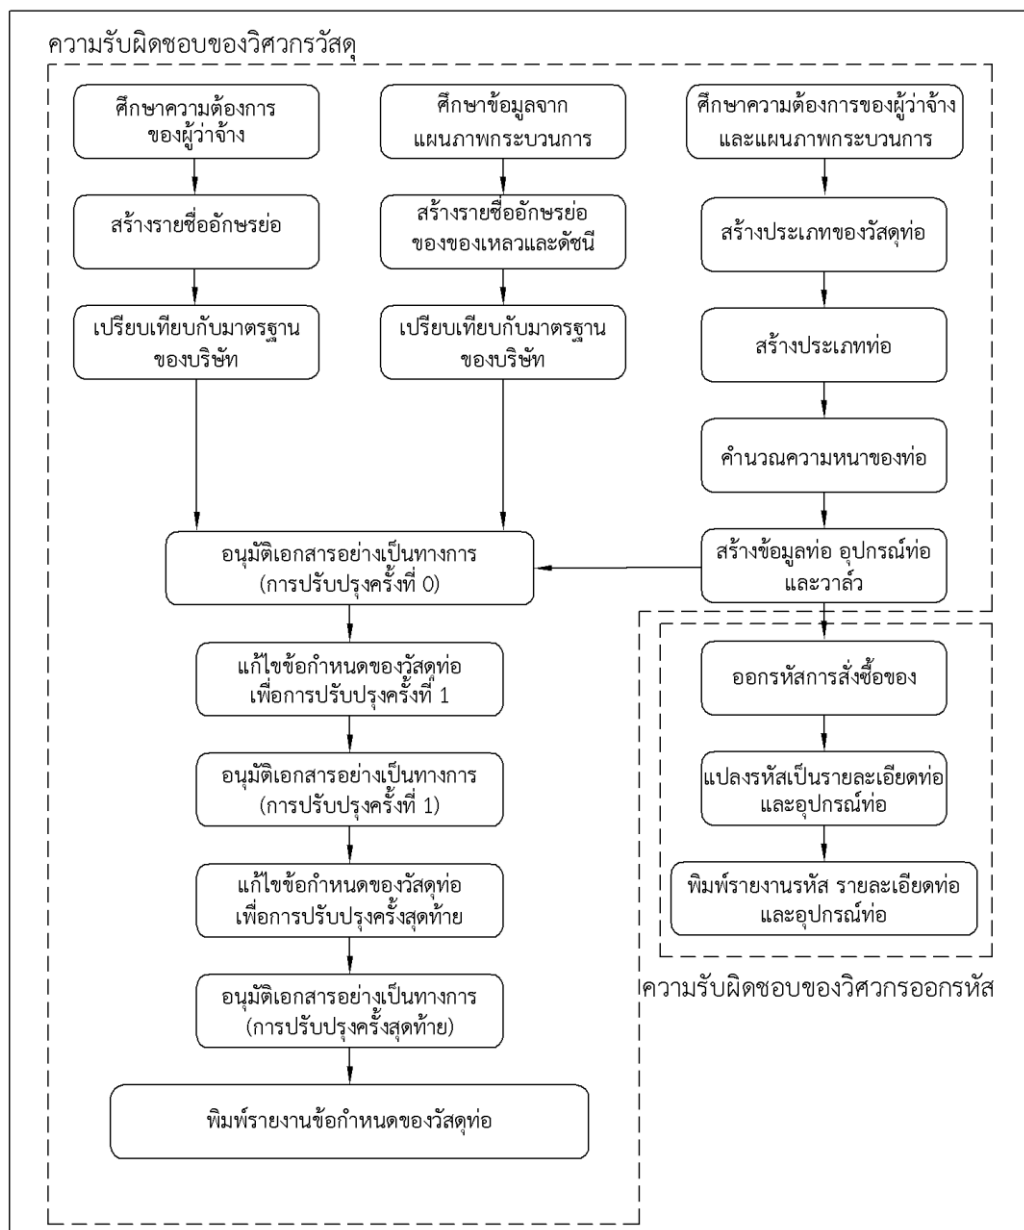 ความรับผิดชอบของวิศวกรวัสดุ
ศึกษาความต้องการ
ของผู้ว่าจ้าง
สร้างรายชื่ออักษรย่อ
เปรียบเทียบกับมาตรฐาน
ของบริษัท
ศึกษาข้อมูลจาก
แผนภาพกระบวนการ
สร้างรายชื่ออักษรย่อ
ของของเหลวและดัชนี
เปรียบเทียบกับมาตรฐาน
ของบริษัท
ศึกษาความต้องการของผู้ว่าจ้าง
และแผนภาพกระบวนการ
สร้างประเภทของวัสดุท่อ
สร้างประเภทท่อ
คำนวณความหนาของท่อ
สร้างข้อมูลท่อ อุปกรณ์ท่อ
และวาล์ว
อนุมัติเอกสารอย่างเป็นทางการ
(การปรับปรุงครั้งที่ 0)
แก้ไขข้อกำหนดของวัสดุท่อ
เพื่อการปรับปรุงครั้งที่ 1
อนุมัติเอกสารอย่างเป็นทางการ
(การปรับปรุงครั้งที่ 1)
แก้ไขข้อกำหนดของวัสดุท่อ
เพื่อการปรับปรุงครั้งสุดท้าย
อนุมัติเอกสารอย่างเป็นทางการ
(การปรับปรุงครั้งสุดท้าย)
พิมพ์รายงานข้อกำหนดของวัสดุท่อ
ออกรหัสการสั่งซื้อของ
แปลงรหัสเป็นรายละเอียดท่อ
และอุปกรณ์ท่อ
พิมพ์รายงานรหัส รายละเอียดท่อ
และอุปกรณ์ท่อ
ความรับผิดชอบของวิศวกรออกรหัส